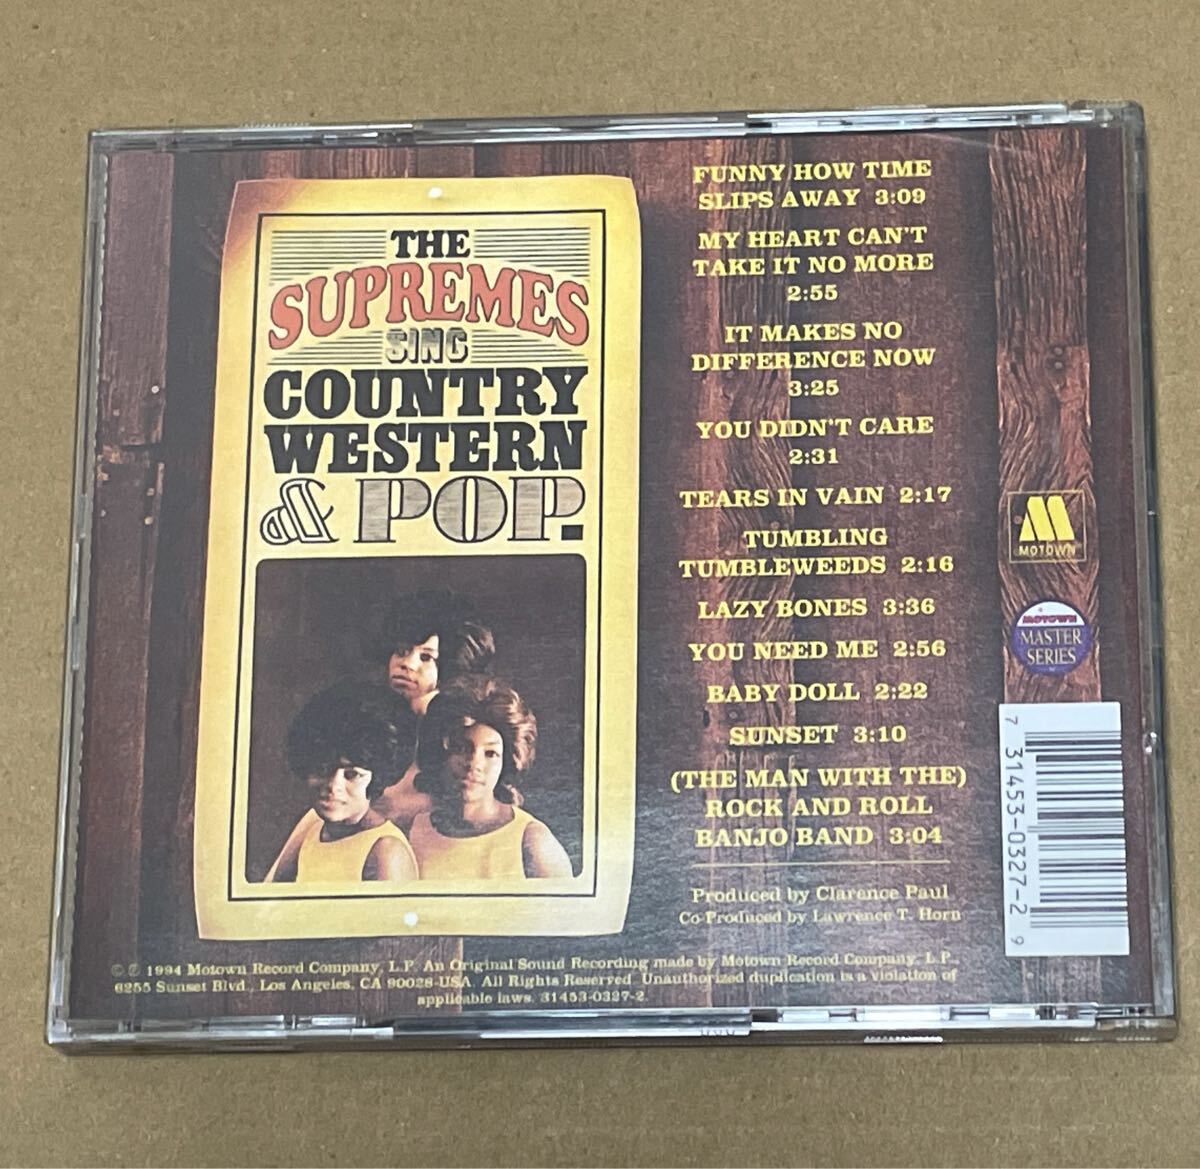 THE
SUPREMES
SING
COUNTRY
WESTERN
& POP.
FUNNY HOW TIME
SLIPS AWAY 3:09
MY HEART CAN'T
TAKE IT NO MORE
2:55
IT MAKES NO
DIFFERENCE NOW
3:25
YOU DIDN'T CARE
2:31
TEARS IN VAIN 2:17
TUMBLING
TUMBLEWEEDS 2:16
LAZY BONES 3:36
YOU NEED ME 2:56
BABY DOLL 2:22
SUNSET 3:10
(THE MAN WITH THE)
ROCK AND ROLL
BANJO BAND 3:04
Produced by Clarence Paul
Co-Produced by Lawrence T. Horn
M
MOTOWN
MOTOWN
MASTER
SERIES
7 31453-0327-2 9
© ℗ 1994 Motown Record Company, L.P. An Original Sound Recording made by Motown Record Company, L.P.,
6255 Sunset Blvd., Los Angeles, CA 90028-USA. All Rights Reserved. Unauthorized duplication is a violation of
applicable laws. 31453-0327-2.